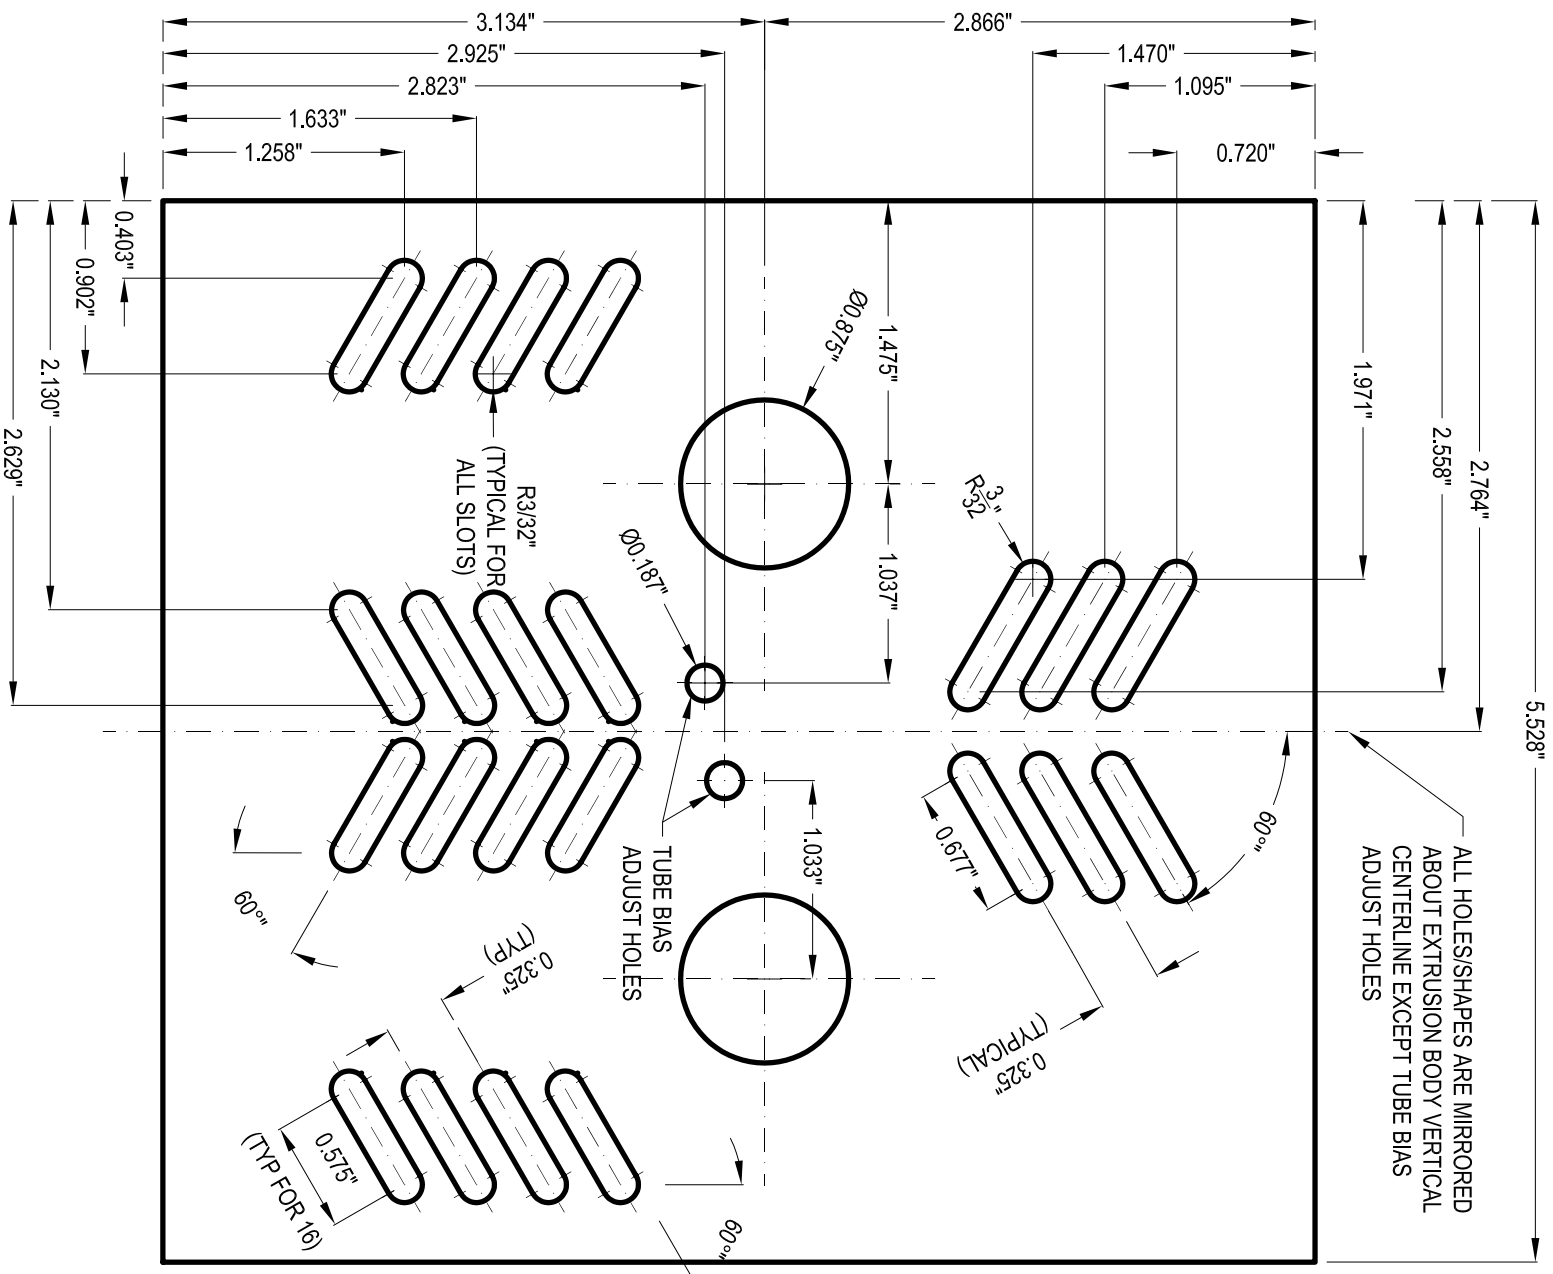 3.134"
2.866"
2.925"
1.470"
2.823"
1.095"
1.633"
1.258"
0.720"
0.403"
0.902"
2.130"
2.629"
Ø0.875"
1.475"
1.971"
2.558"
2.764"
5.528"
R3/32"
(TYPICAL FOR
ALL SLOTS)
Ø0.187"
1.037"
R3/32"
TUBE BIAS
ADJUST HOLES
1.033"
0.677"
60°"
ALL HOLES/SHAPES ARE MIRRORED
ABOUT EXTRUSION BODY VERTICAL
CENTERLINE EXCEPT TUBE BIAS
ADJUST HOLES
60°"
0.325"
(TYP)
0.325"
(TYPICAL)
0.575"
(TYP FOR 16)
60°"